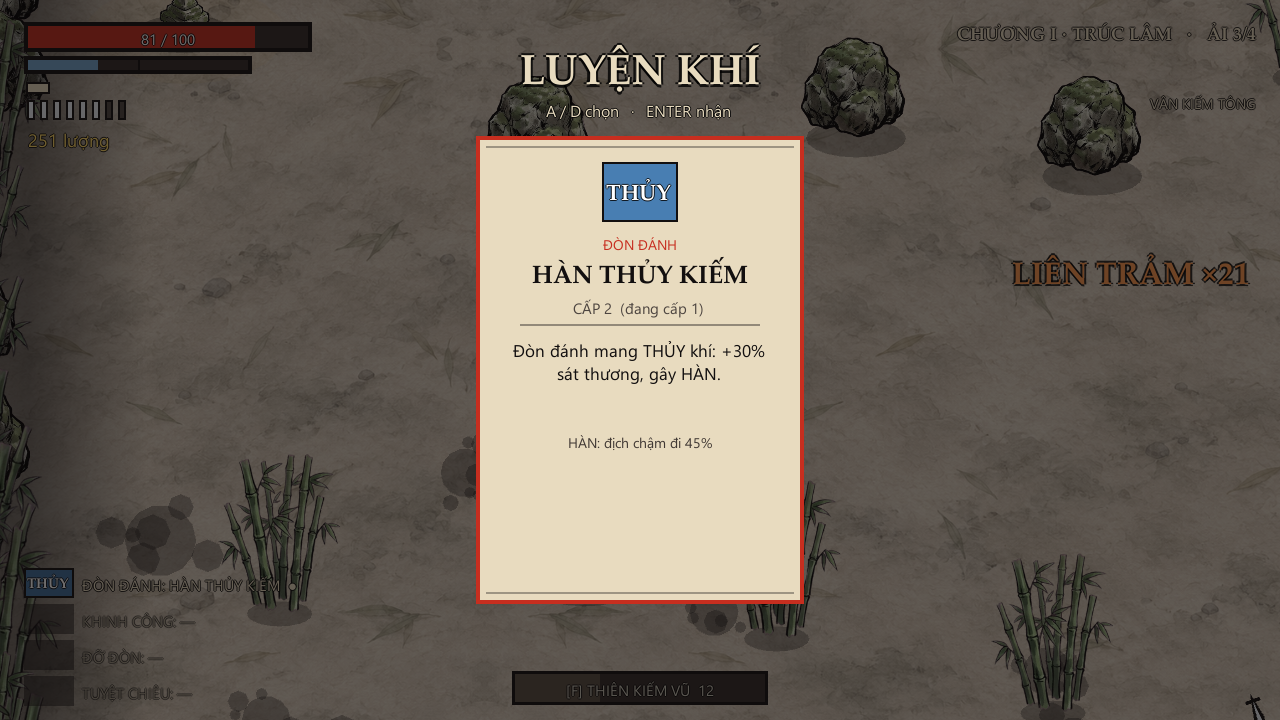 81 / 100
251 lượng
CHƯƠNG I · TRÚC LÂM · ẢI 3/4
VÂN KIẾM TÔNG
LUYỆN KHÍ
A / D chọn · ENTER nhận
THỦY
ĐÒN ĐÁNH
HÀN THỦY KIẾM
CẤP 2 (đang cấp 1)
Đòn đánh mang THỦY khí: +30%
sát thương, gây HÀN.
HÀN: địch chậm đi 45%
LIÊN TRẢM ×21
THỦY ĐÒN ĐÁNH: HÀN THỦY KIẾM •
KHINH CÔNG: —
ĐỠ ĐÒN: —
TUYỆT CHIÊU: —
[F] THIÊN KIẾM VŨ 12